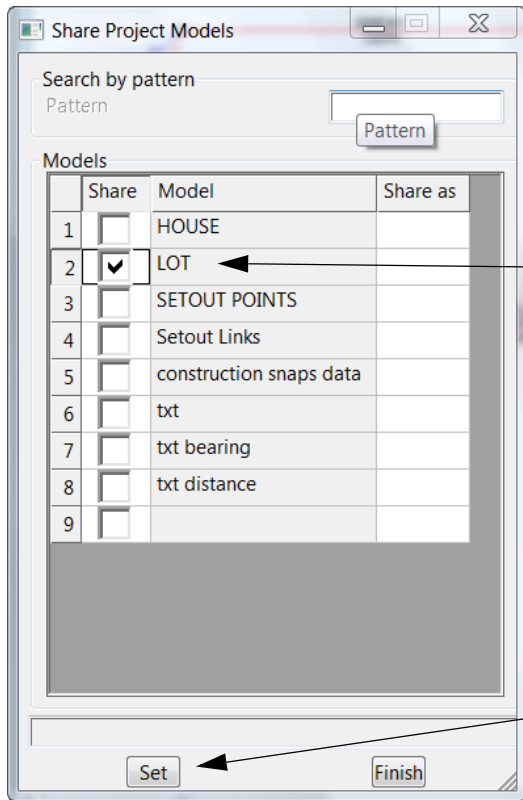 Share Project Models
Search by pattern
Pattern
Pattern
Models
Share Model Share as
1 HOUSE
2 LOT
3 SETOUT POINTS
4 Setout Links
5 construction snaps data
6 txt
7 txt bearing
8 txt distance
9
Set Finish